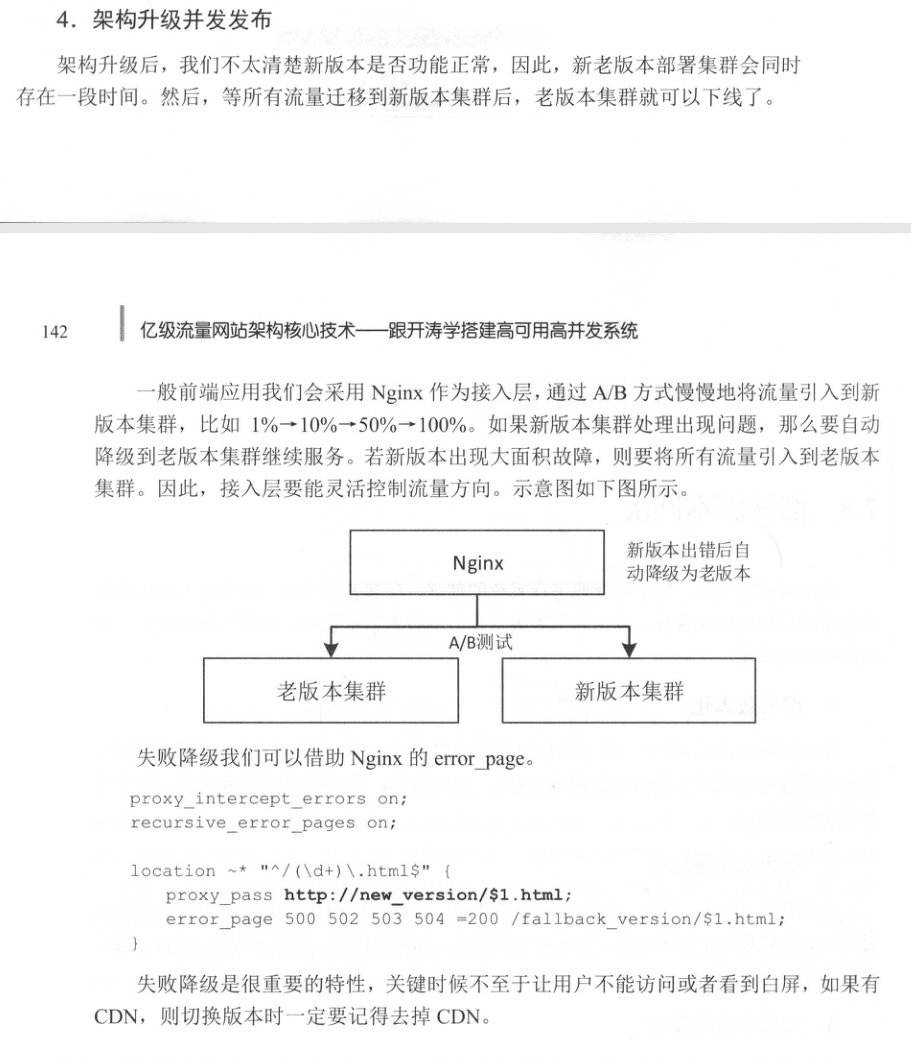 4．架构升级并发发布
架构升级后，我们不太清楚新版本是否功能正常，因此，新老版本部署集群会同时
存在一段时间。然后，等所有流量迁移到新版本集群后，老版本集群就可以下线了。
142
亿级流量网站架构核心技术——跟开涛学搭建高可用高并发系统
一般前端应用我们会采用 Nginx 作为接入层，通过 A/B 方式慢慢地将流量引入到新
版本集群，比如 1%→10%→50%→100%。如果新版本集群处理出现问题，那么要自动
降级到老版本集群继续服务。若新版本出现大面积故障，则要将所有流量引入到老版本
集群。因此，接入层要能灵活控制流量方向。示意图如下图所示。
Nginx
新版本出错后自
动降级为老版本
A/B测试
老版本集群
新版本集群
失败降级我们可以借助 Nginx 的 error_page。
proxy_intercept_errors on;
recursive_error_pages on;
location ~* "^/(\d+)\.html$" {
proxy_pass http://new_version/$1.html;
error_page 500 502 503 504 =200 /fallback_version/$1.html;
}
失败降级是很重要的特性，关键时候不至于让用户不能访问或者看到白屏，如果有
CDN，则切换版本时一定要记得去掉 CDN。